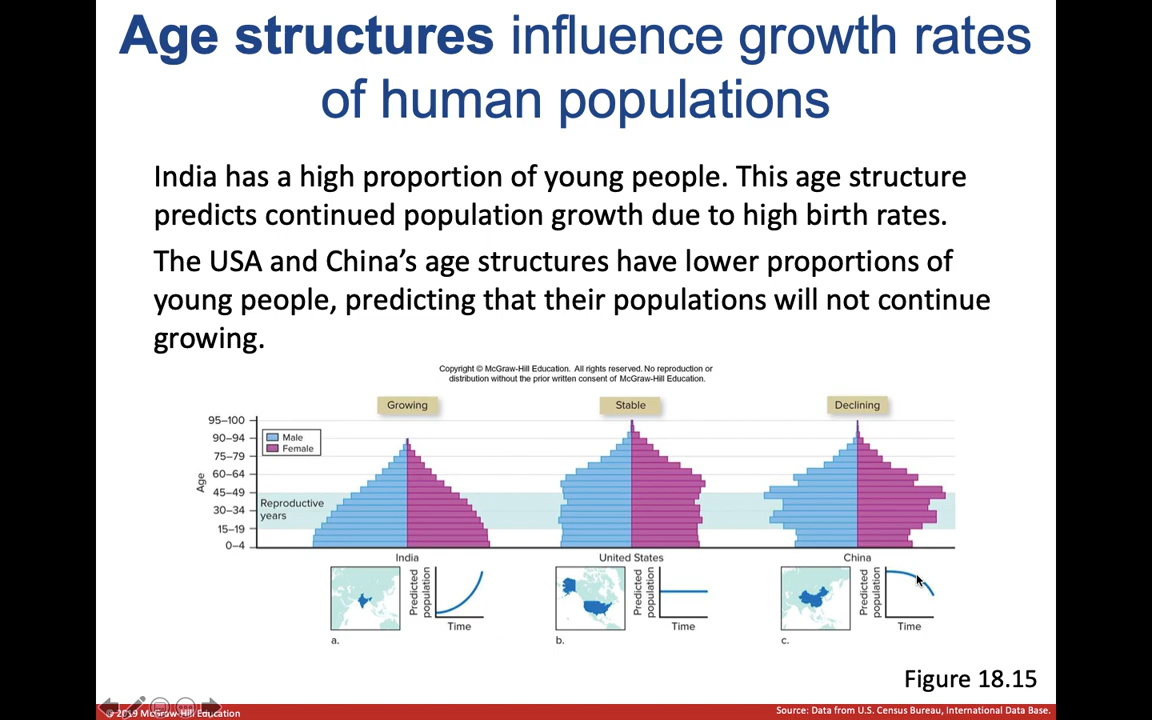 Age structures influence growth rates
of human populations
India has a high proportion of young people. This age structure
predicts continued population growth due to high birth rates.
The USA and China’s age structures have lower proportions of
young people, predicting that their populations will not continue
growing.
Copyright © McGraw-Hill Education. All rights reserved. No reproduction or
distribution without the prior written consent of McGraw-Hill Education.
Growing
Stable
Declining
95–100
90–94
75–79
60–64
45–49
30–34
15–19
0–4
Age
Male
Female
Reproductive
years
India
United States
China
Predicted
population
Time
Predicted
population
Time
Predicted
population
Time
a.
b.
c.
Figure 18.15
© 2019 McGraw-Hill Education
Source: Data from U.S. Census Bureau, International Data Base.